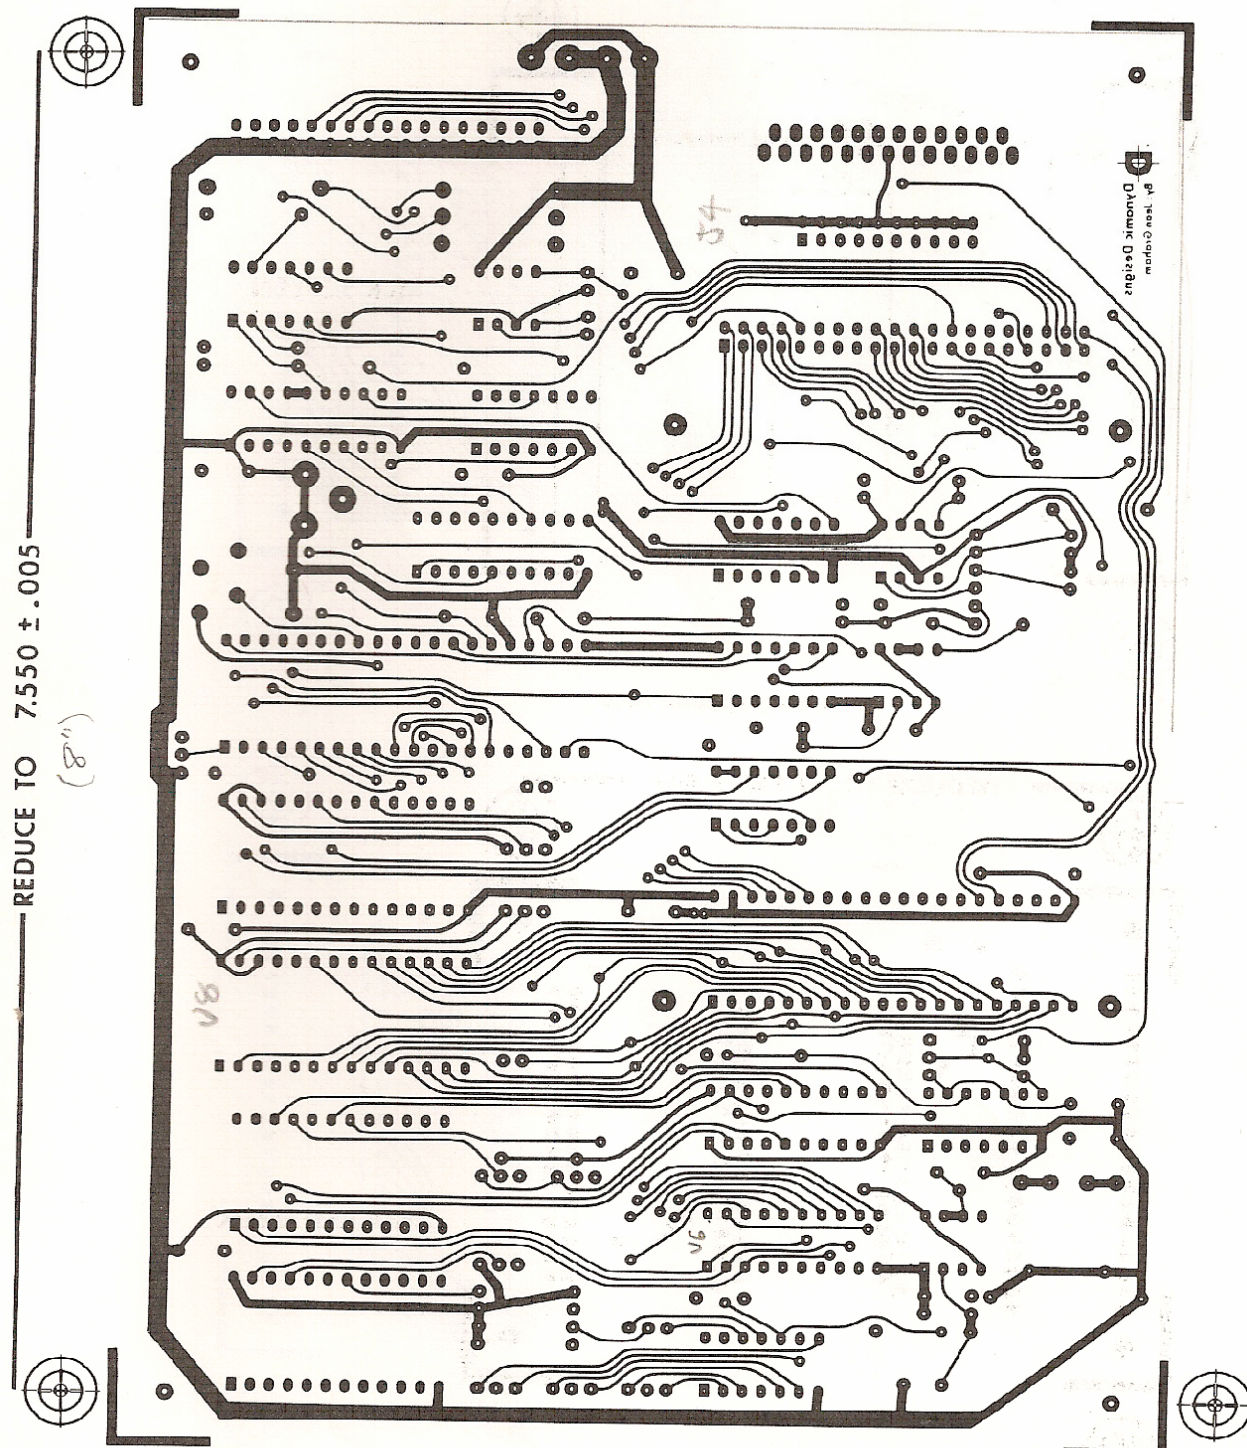 REDUCE TO 7.550 ± .005
(8")
J4
Dynamic Designs
By Jean Graham
U8
U6